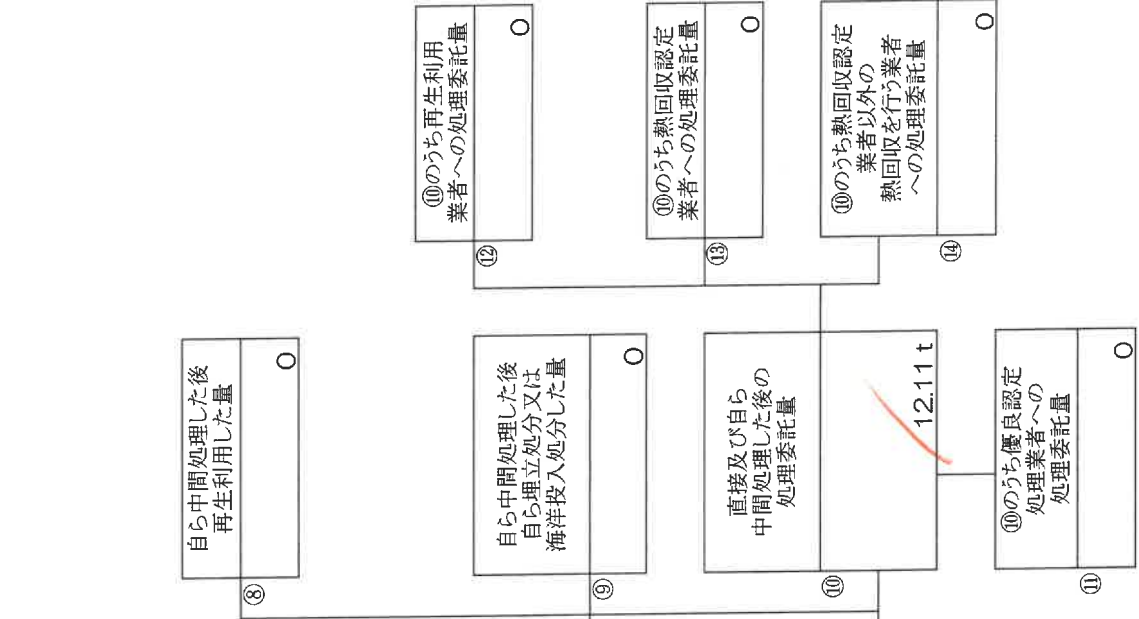 ⑧
自ら中間処理した後
再生利用した量
0
⑨
自ら中間処理した後
自ら埋立処分又は
海洋投入処分した量
0
⑩
直接及び自ら
中間処理した後の
処理委託量
12.11t
⑪
⑩のうち優良認定
処理業者への
処理委託量
0
⑫
⑩のうち再生利用
業者への処理委託量
0
⑬
⑩のうち熱回収認定
業者への処理委託量
0
⑭
⑩のうち熱回収認定
業者以外の
熱回収を行う業者
への処理委託量
0